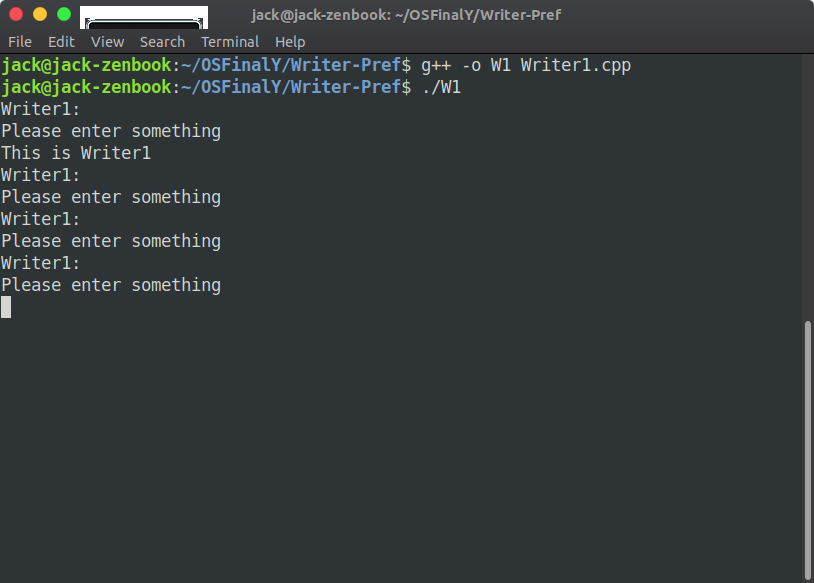 jack@jack-zenbook: ~/OSFinalY/Writer-Pref
File Edit View Search Terminal Help
jack@jack-zenbook:~/OSFinalY/Writer-Pref$ g++ -o W1 Writer1.cpp
jack@jack-zenbook:~/OSFinalY/Writer-Pref$ ./W1
Writer1:
Please enter something
This is Writer1
Writer1:
Please enter something
Writer1:
Please enter something
Writer1:
Please enter something